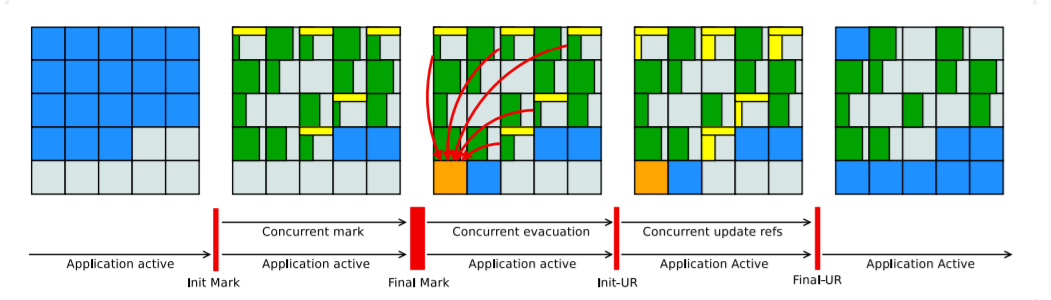 Concurrent mark
Concurrent evacuation
Concurrent update refs
Application active
Application active
Application active
Application Active
Application Active
Init Mark
Final Mark
Init-UR
Final-UR